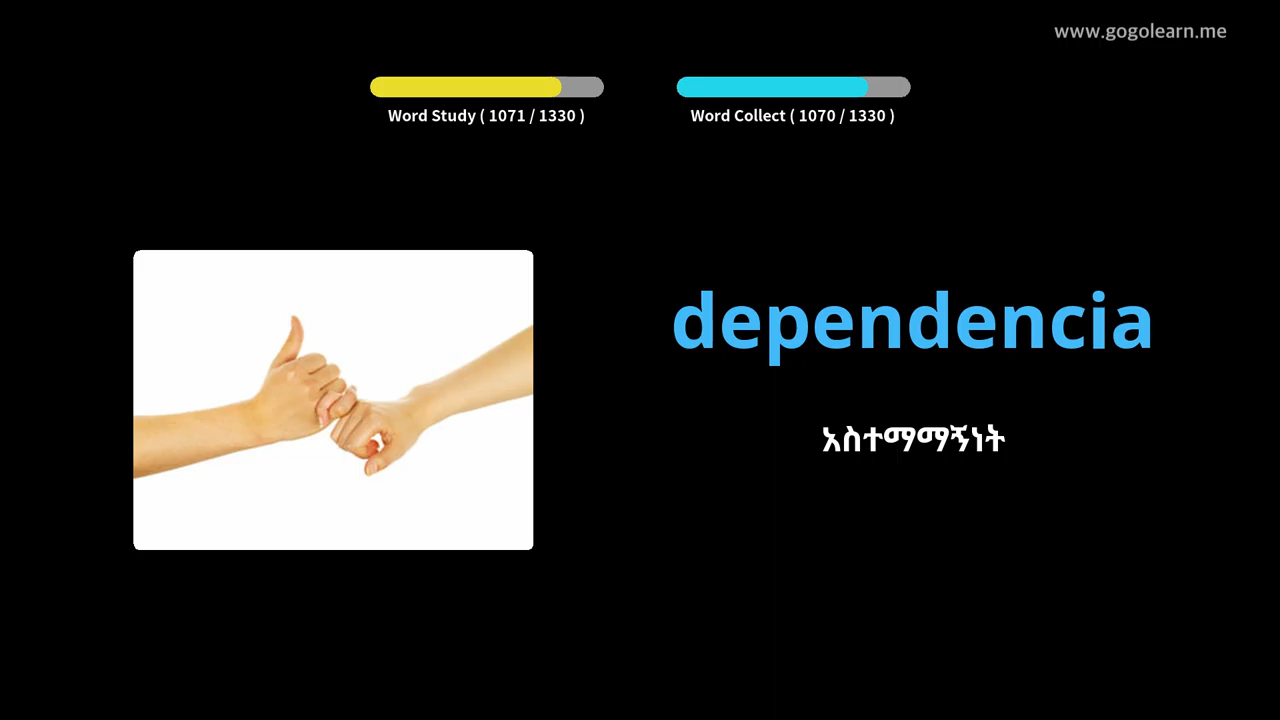 www.gogolearn.me
Word Study ( 1071 / 1330 )
Word Collect ( 1070 / 1330 )
dependencia
አስተማማኝነት